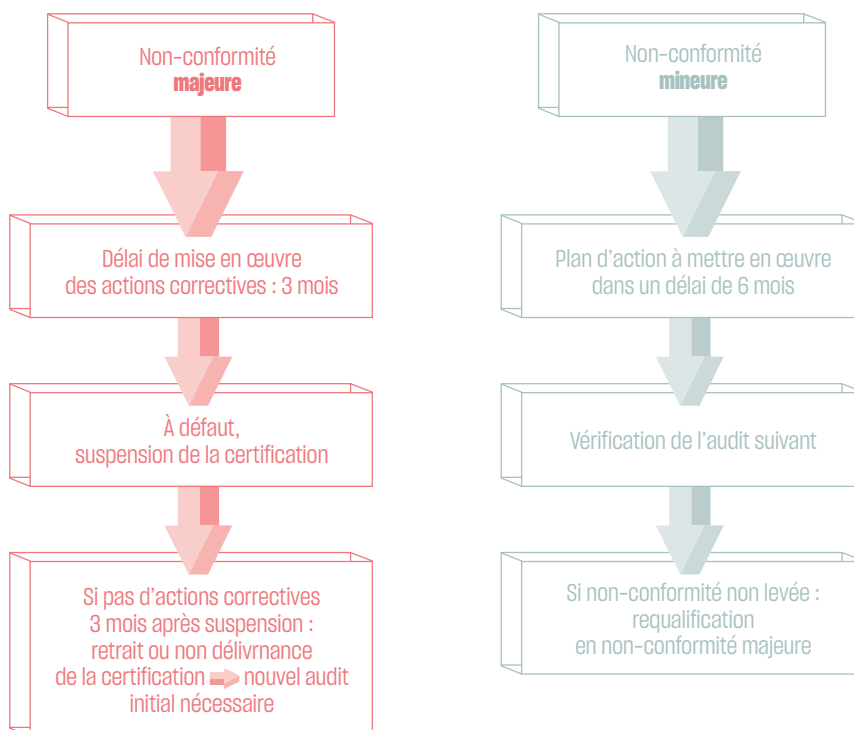 Non-conformité
majeure
Délai de mise en œuvre
des actions correctives : 3 mois
À défaut,
suspension de la certification
Si pas d’actions correctives
3 mois après suspension :
retrait ou non délivrnance
de la certification nouvel audit
initial nécessaire
Non-conformité
mineure
Plan d’action à mettre en œuvre
dans un délai de 6 mois
Vérification de l’audit suivant
Si non-conformité non levée :
requalification
en non-conformité majeure